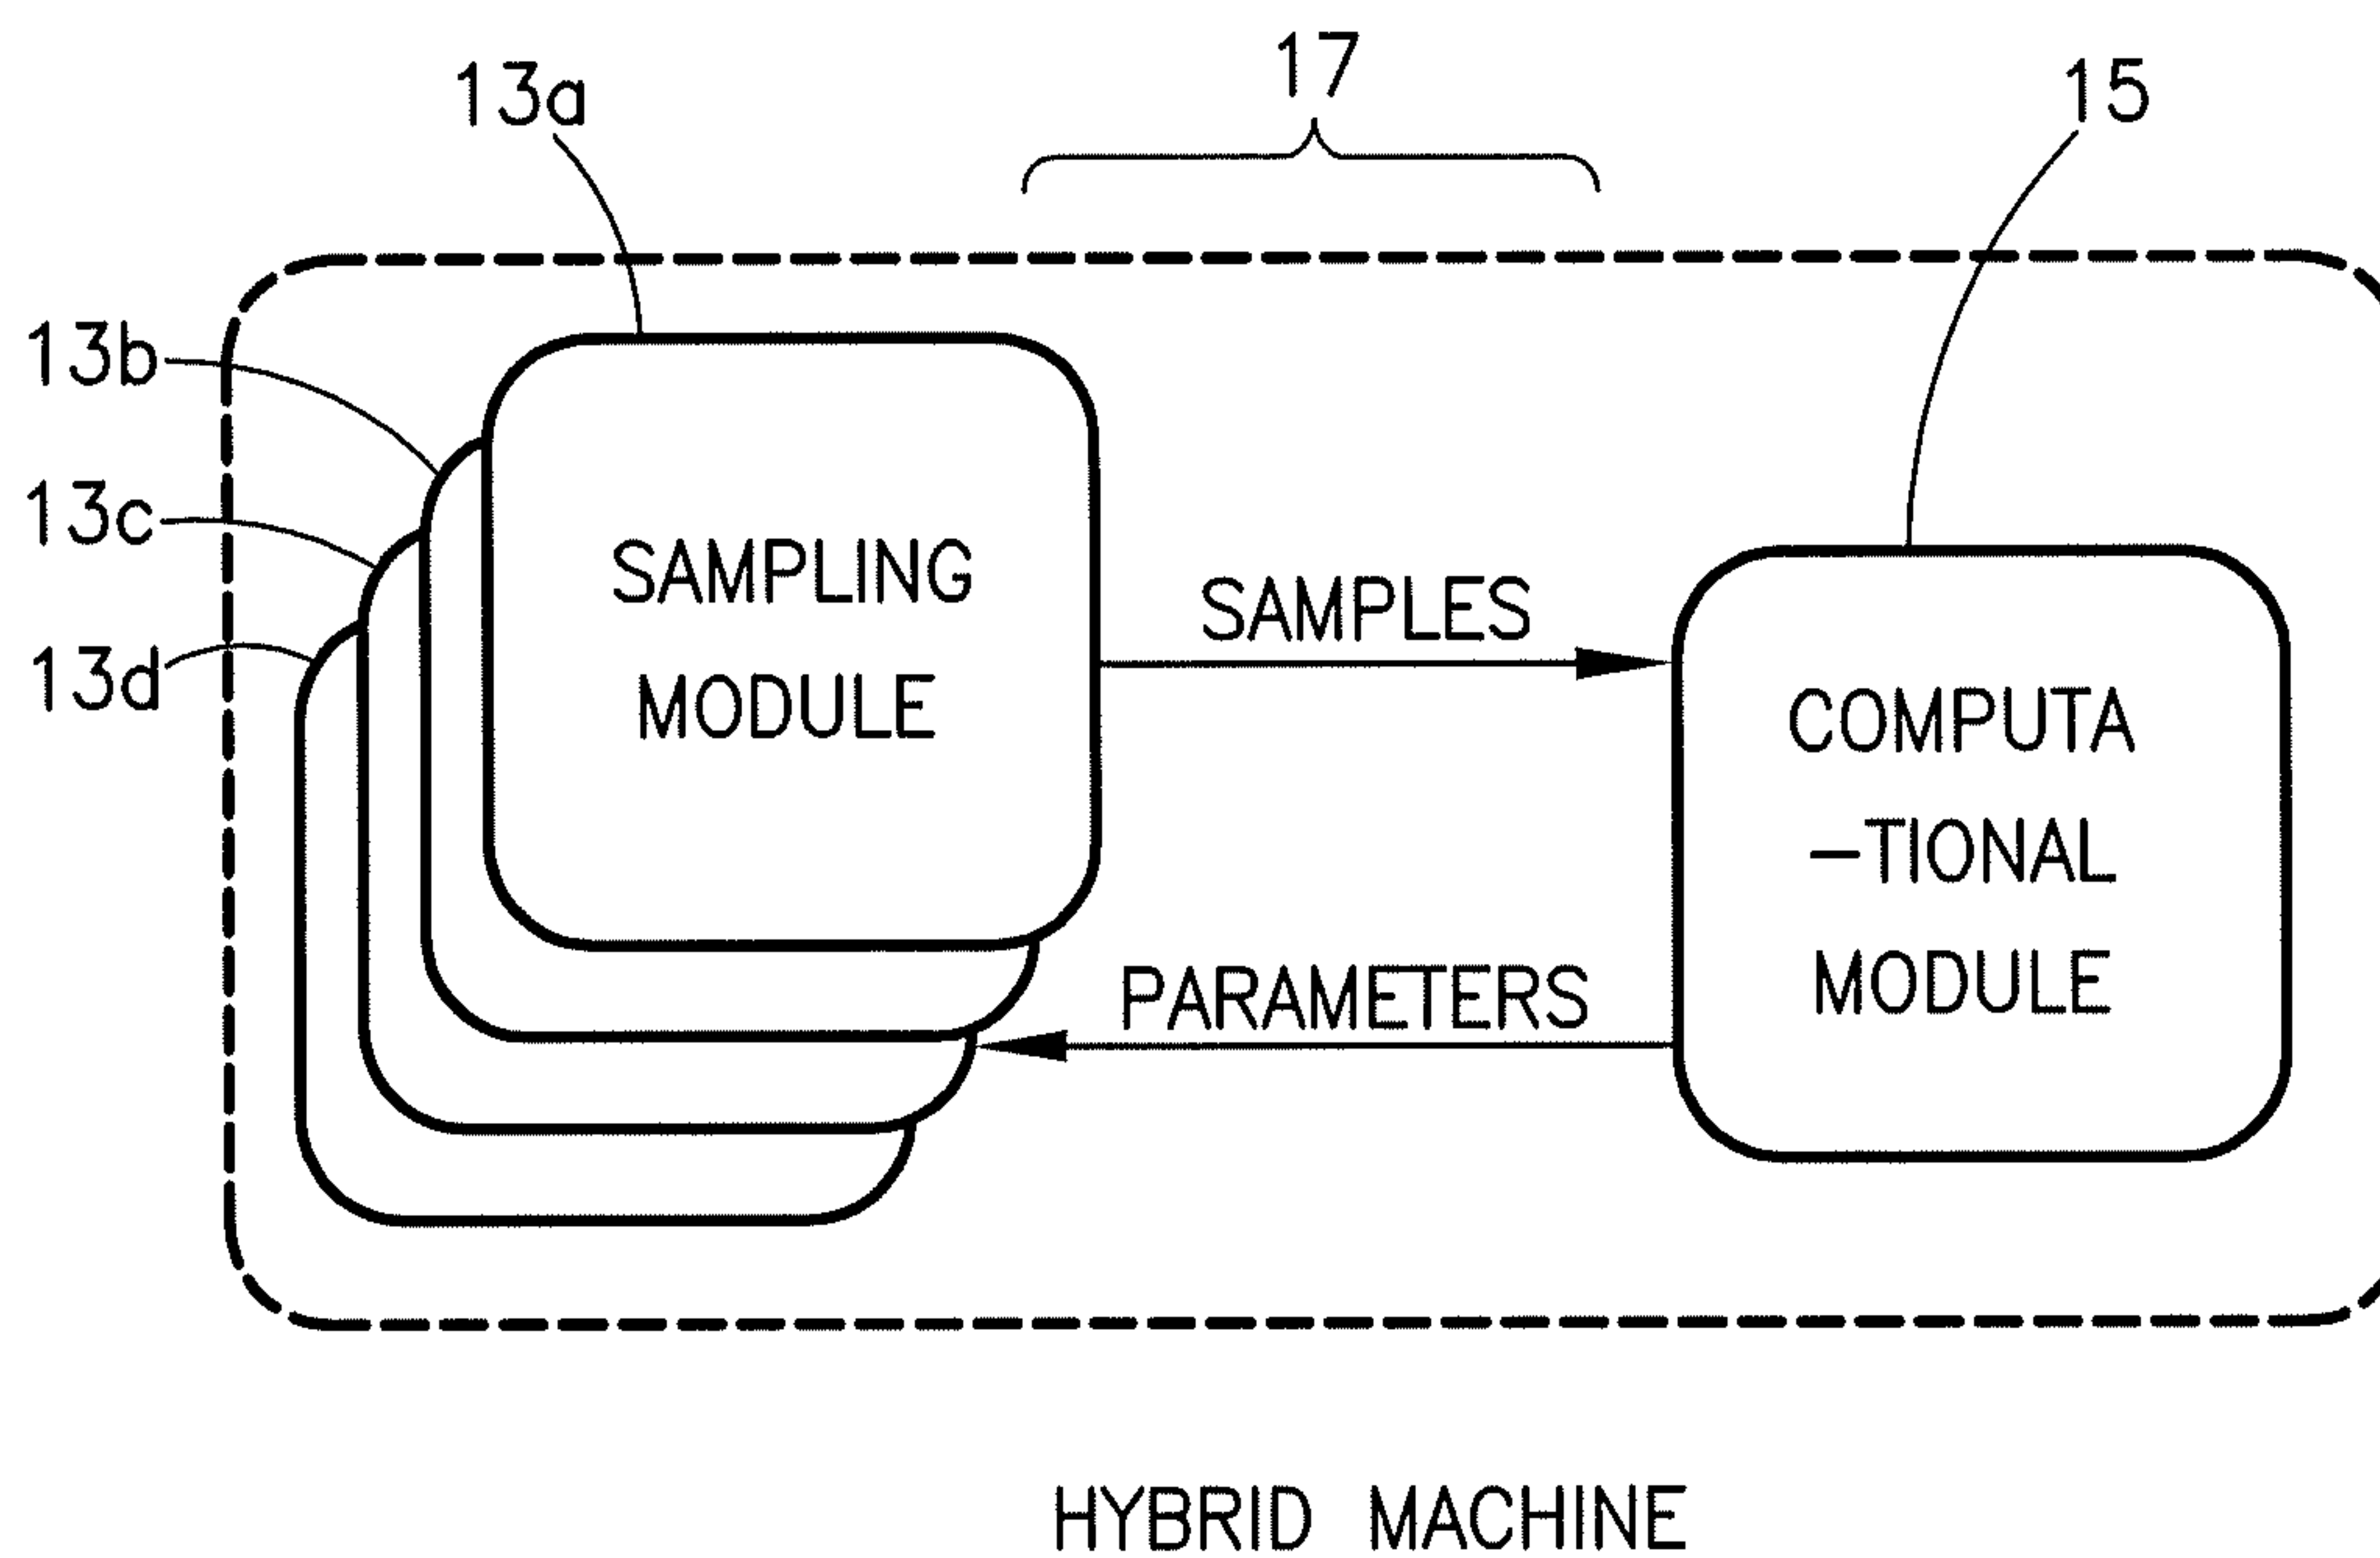 17
13a
15
13b
13c
13d
SAMPLING
MODULE
SAMPLES
COMPUTA
-TIONAL
MODULE
PARAMETERS
HYBRID MACHINE